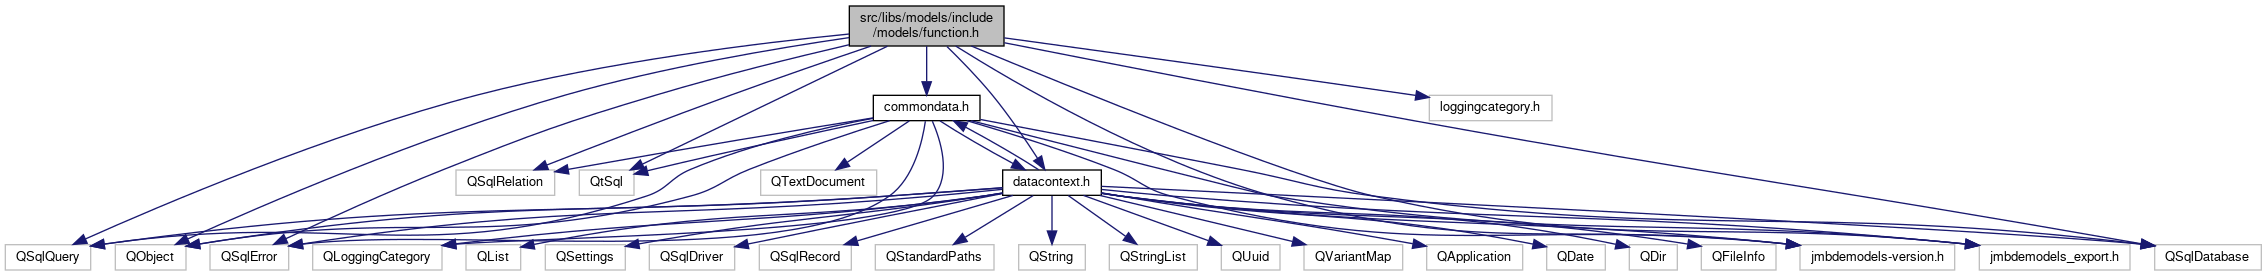 src/libs/models/include
/models/function.h
commondata.h
loggingcategory.h
QSqlRelation
QtSql
QTextDocument
datacontext.h
QSqlQuery
QObject
QSqlError
QLoggingCategory
QList
QSettings
QSqlDriver
QSqlRecord
QStandardPaths
QString
QStringList
QUuid
QVariantMap
QApplication
QDate
QDir
QFileInfo
jmbdemodels-version.h
jmbdemodels_export.h
QSqlDatabase